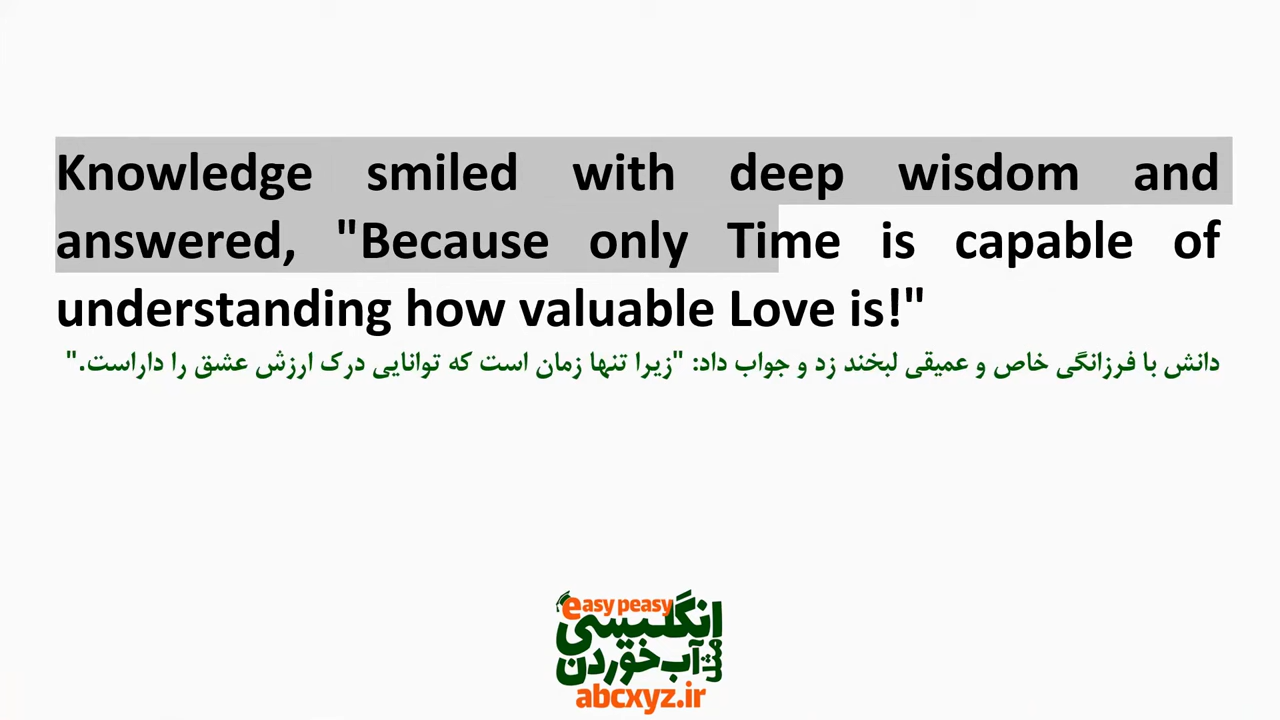 Knowledge smiled with deep wisdom and
answered, "Because only Time is capable of
understanding how valuable Love is!"
دانش با فرزانگی خاص و عمیقی لبخند زد و جواب داد: "زیرا تنها زمان است که توانایی درک ارزش عشق را داراست."
easy peasy
انگلیسی
مثل آب خوردن
abcxyz.ir